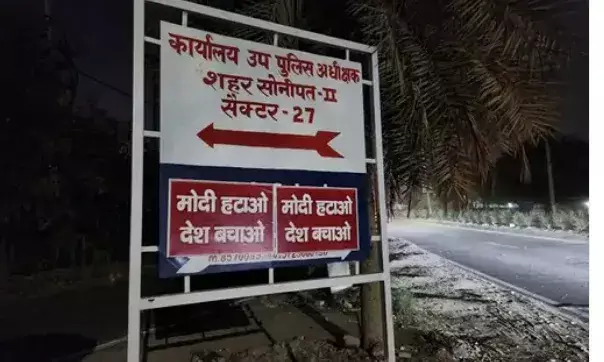 कार्यालय उप पुलिस अधीक्षक
शहर सोनीपत-II
सैक्टर-27
मोदी हटाओ
देश बचाओ
मोदी हटाओ
देश बचाओ